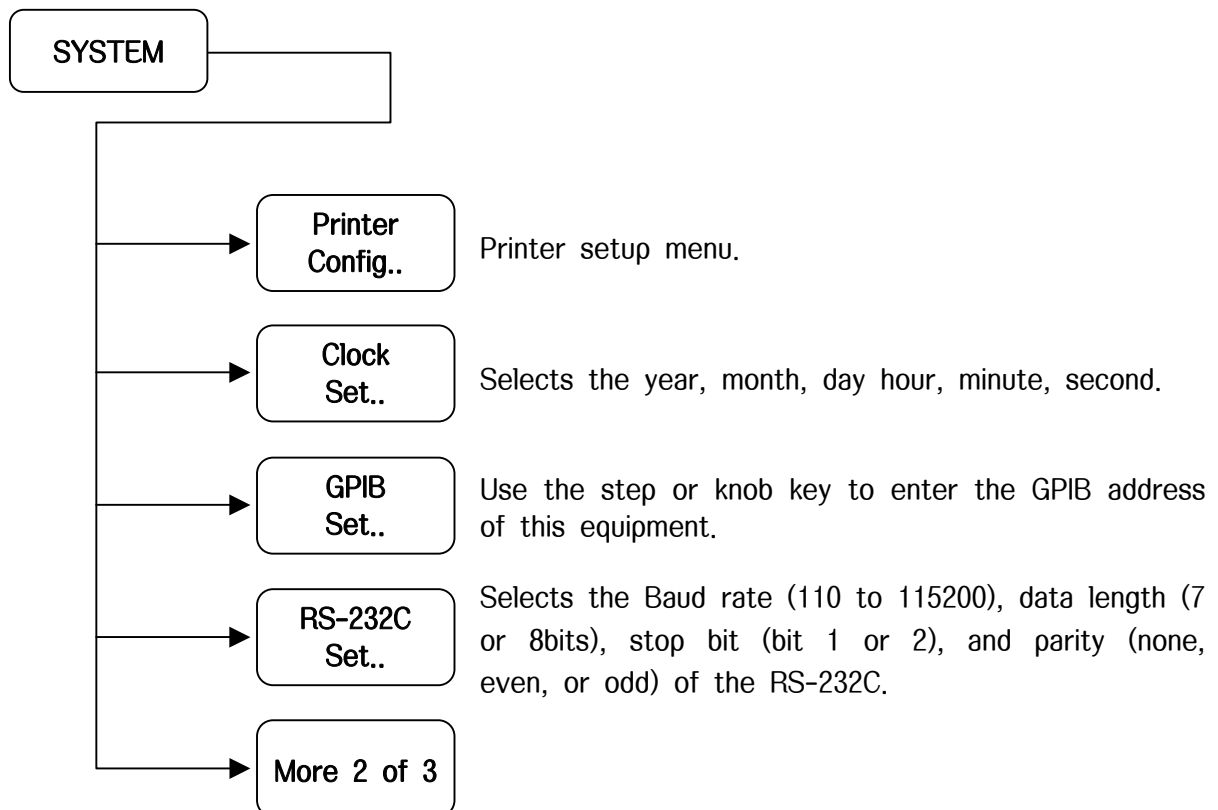 SYSTEM
Printer
Config..
Printer setup menu.
Clock
Set..
Selects the year, month, day hour, minute, second.
GPIB
Set..
Use the step or knob key to enter the GPIB address
of this equipment.
RS-232C
Set..
Selects the Baud rate (110 to 115200), data length (7
or 8bits), stop bit (bit 1 or 2), and parity (none,
even, or odd) of the RS-232C.
More 2 of 3